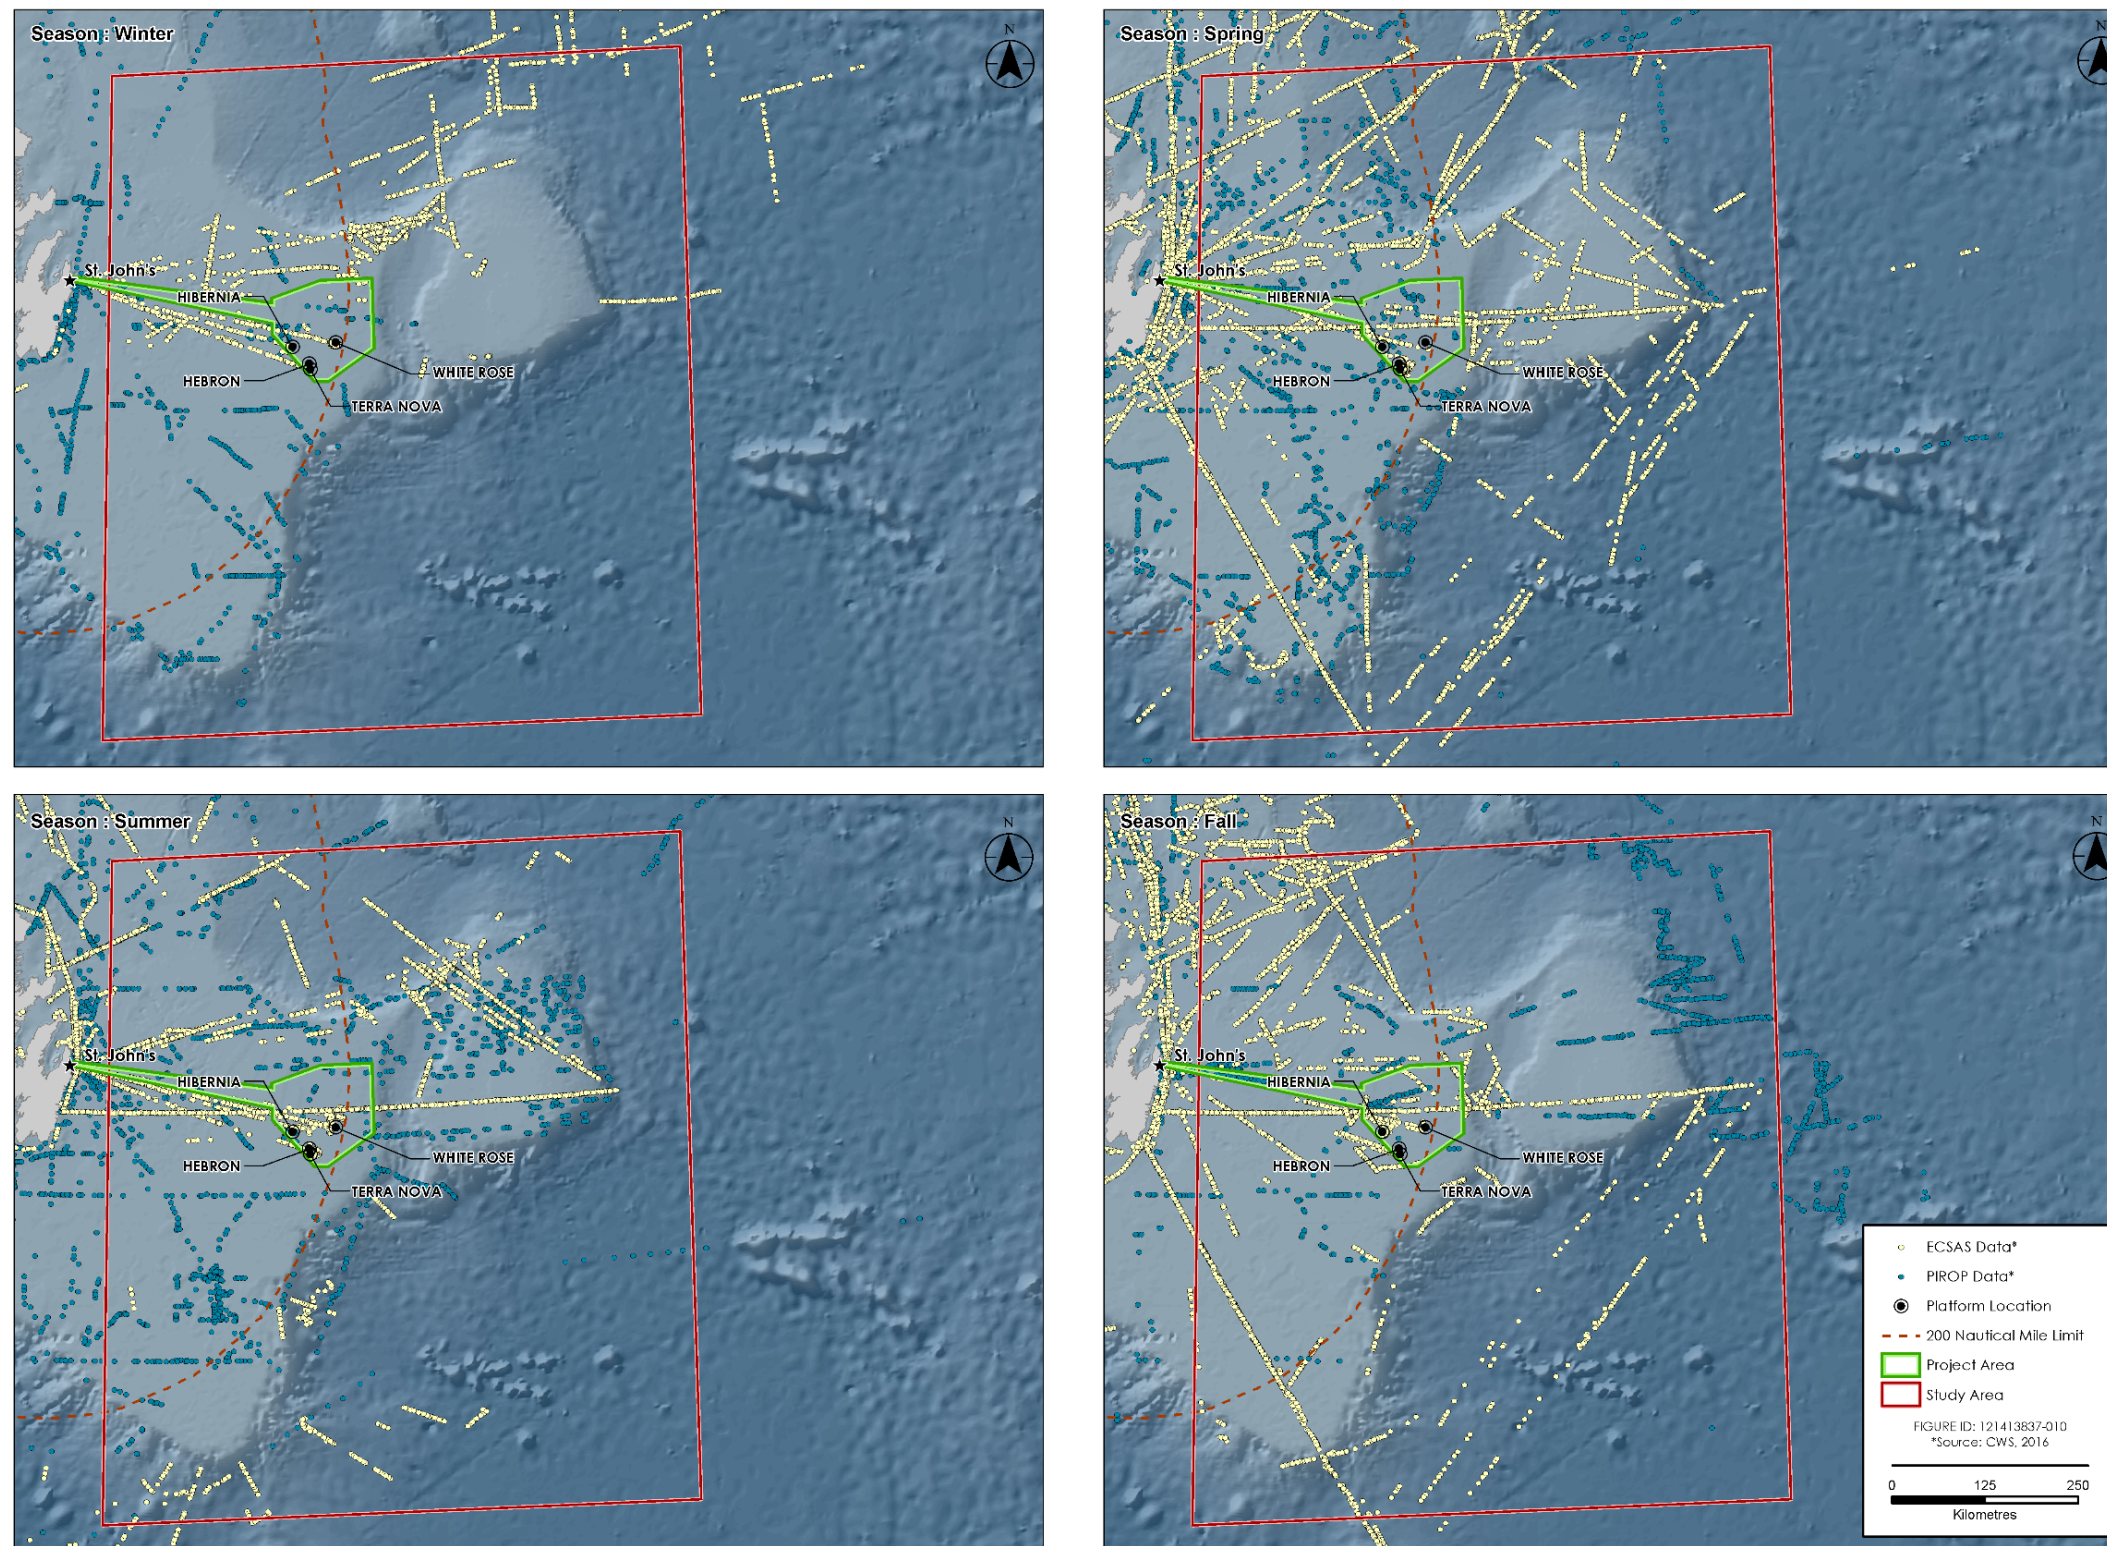 Season : Winter
N
St. John's
HIBERNIA
HEBRON
WHITE ROSE
TERRA NOVA
Season : Spring
N
St. John's
HIBERNIA
HEBRON
WHITE ROSE
TERRA NOVA
Season : Summer
N
St. John's
HIBERNIA
HEBRON
WHITE ROSE
TERRA NOVA
Season : Fall
N
St. John's
HIBERNIA
HEBRON
WHITE ROSE
TERRA NOVA
ECSAS Data*
PIROP Data*
Platform Location
200 Nautical Mile Limit
Project Area
Study Area
FIGURE ID: 121413837-010
*Source: CWS, 2016
0 125 250
Kilometres